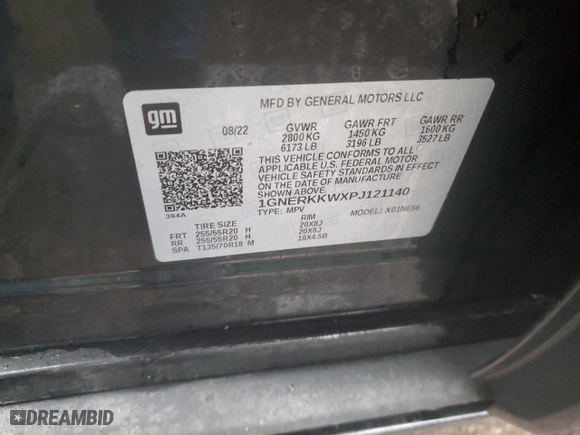 gm
MFD BY GENERAL MOTORS LLC
08/22 GVWR GAWR FRT GAWR RR
2800 KG 1450 KG 1600 KG
6173 LB 3196 LB 3527 LB
THIS VEHICLE CONFORMS TO ALL
APPLICABLE U.S. FEDERAL MOTOR
VEHICLE SAFETY STANDARDS IN EFFECT
ON THE DATE OF MANUFACTURE
SHOWN ABOVE.
1GNERKKWXPJ121140
TYPE: MPV MODEL: X01NE56
384A
TIRE SIZE RIM
FRT 255/55R20 H 20X8J
RR 255/55R20 H 20X8J
SPA T135/70R18 M 18X4.5B
DREAMBID